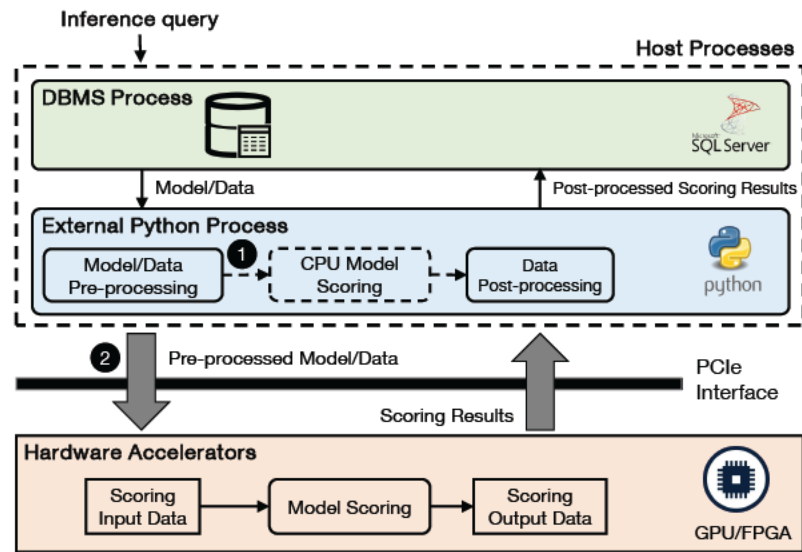 Inference query
Host Processes
DBMS Process
Microsoft
SQL Server
Model/Data
Post-processed Scoring Results
External Python Process
1
Model/Data
Pre-processing
CPU Model
Scoring
Data
Post-processing
python
2
Pre-processed Model/Data
PCIe
Interface
Scoring Results
Hardware Accelerators
Scoring
Input Data
Model Scoring
Scoring
Output Data
GPU/FPGA